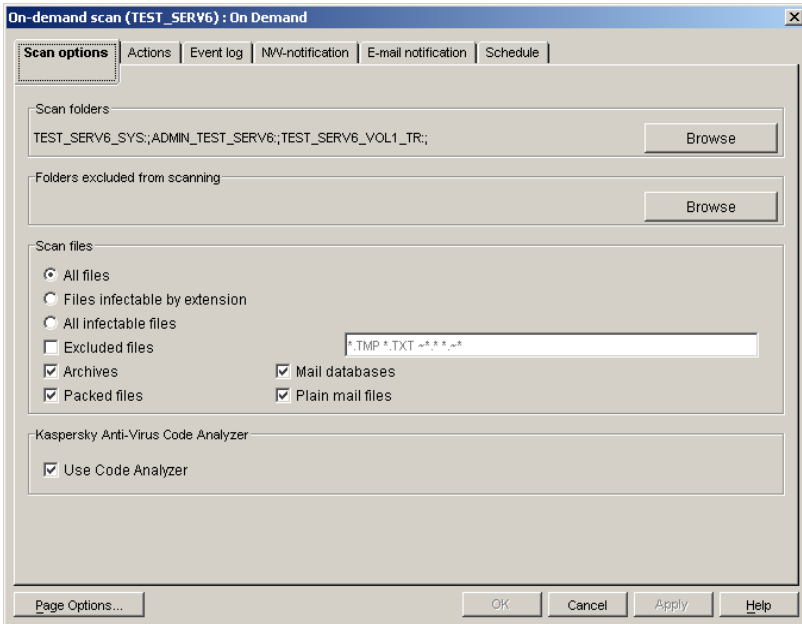 On-demand scan (TEST_SERV6) : On Demand
Scan options Actions Event log NW-notification E-mail notification Schedule
Scan folders
TEST_SERV6_SYS:;ADMIN_TEST_SERV6:;TEST_SERV6_VOL1_TR:;
Browse
Folders excluded from scanning
Browse
Scan files
All files
Files infectable by extension
All infectable files
Excluded files *.TMP *.TXT ~*.* *.~*
Archives Mail databases
Packed files Plain mail files
Kaspersky Anti-Virus Code Analyzer
Use Code Analyzer
Page Options... OK Cancel Apply Help